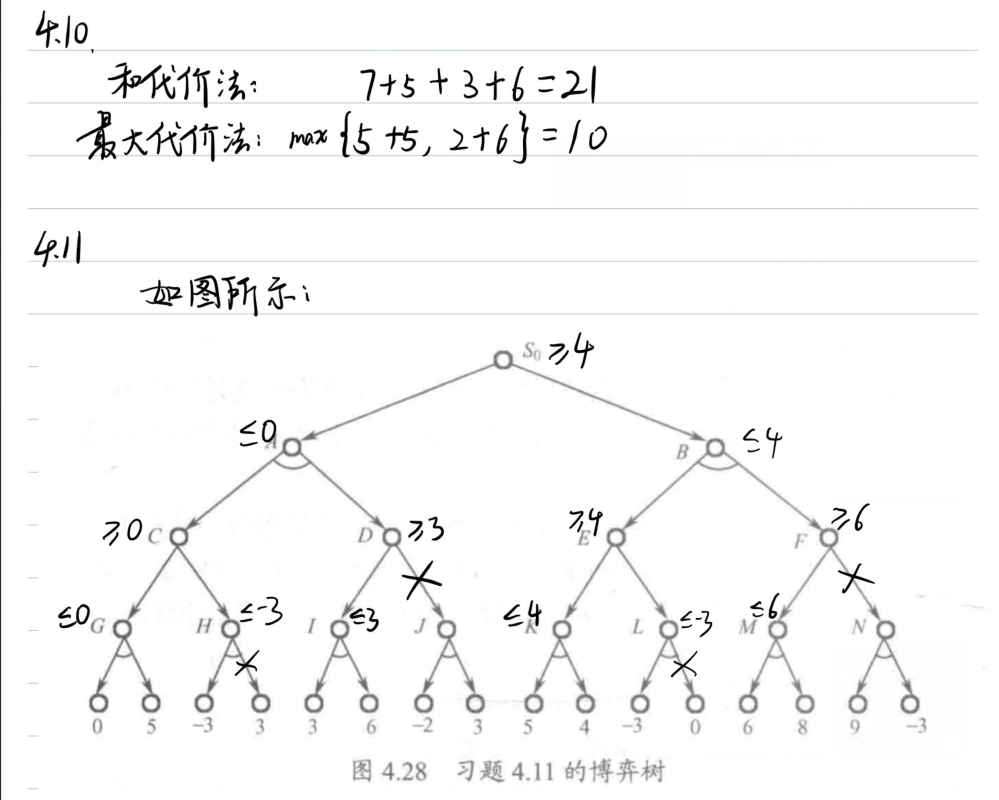 4.10.
和代价法: 7+5+3+6=21
最大代价法: max{5+5, 2+6}=10
4.11
如图所示:
S₀ ≥4
≤0 A B ≤4
≥0 C D ≥3 ≥4 E F ≥6
≤0 G H ≤-3 I ≤3 J ≤4 K L ≤-3 M ≤6 N
0 5 -3 3 3 6 -2 3 5 4 -3 0 6 8 9 -3
图 4.28 习题 4.11 的博弈树